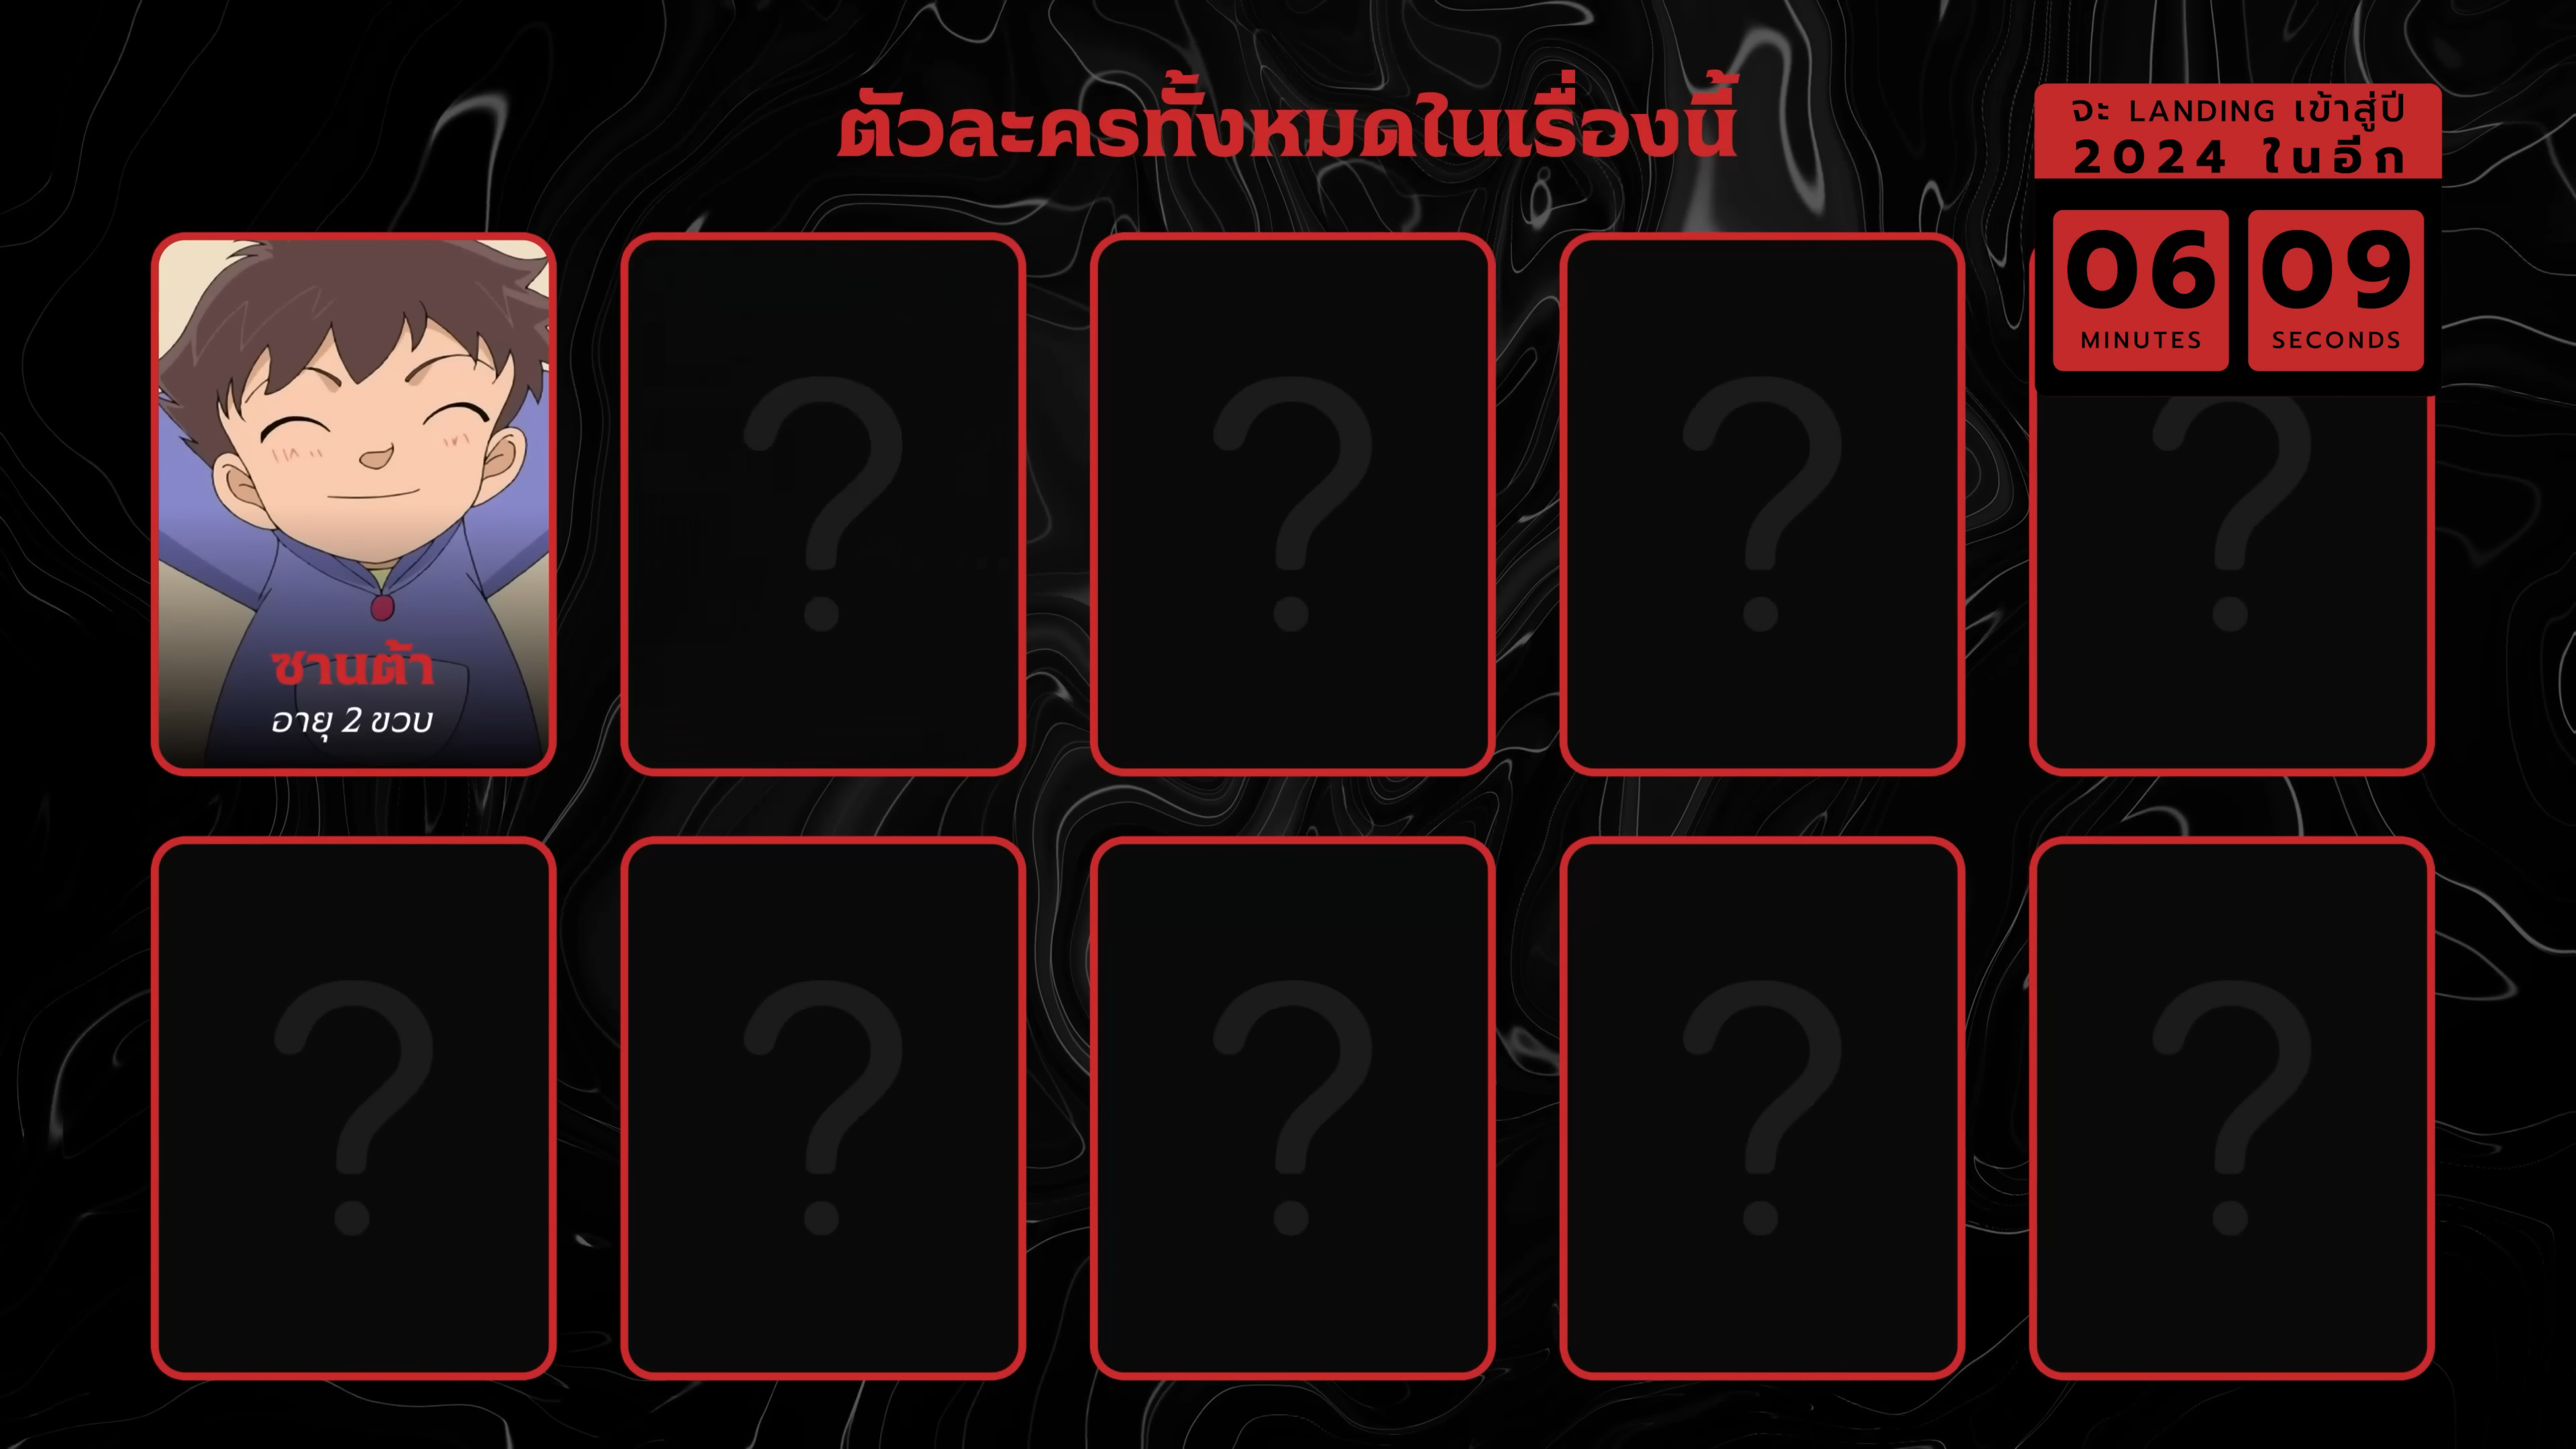 ตัวละครทั้งหมดในเรื่องนี้
จะ LANDING เข้าสู่ปี
2024 ในอีก
06 09
MINUTES SECONDS
? ? ? ?
ซานต้า
อายุ 2 ขวบ
? ? ? ? ?